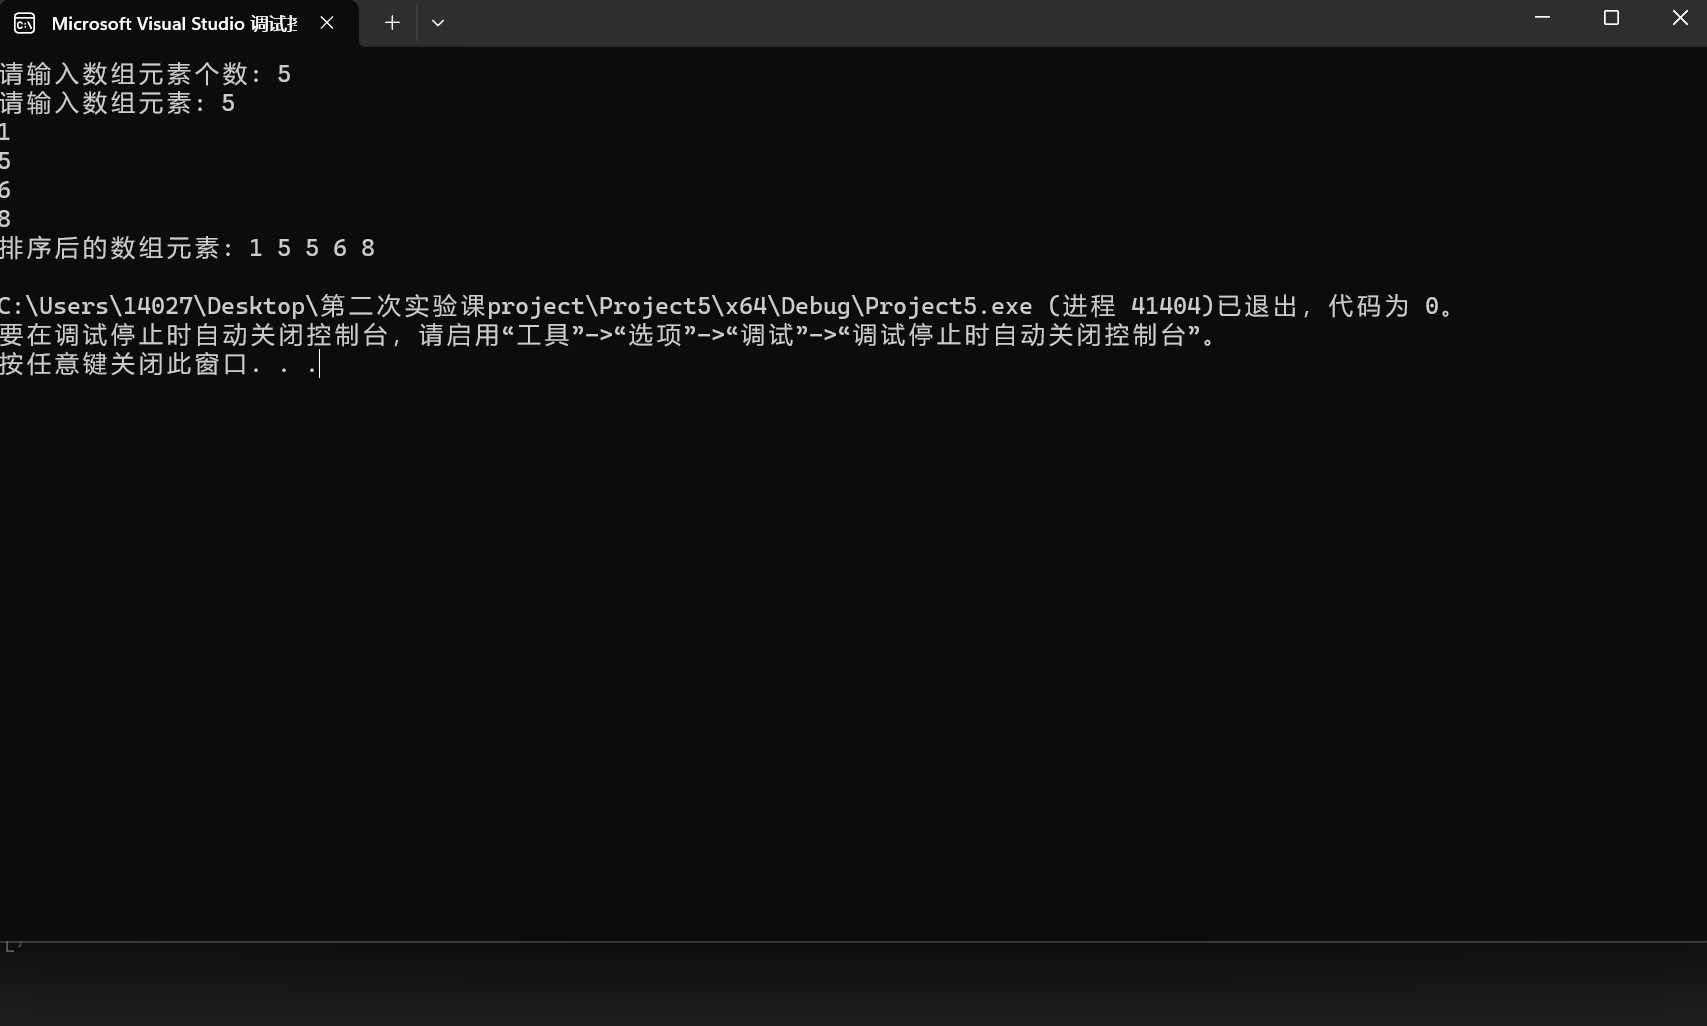 Microsoft Visual Studio 调试
请输入数组元素个数: 5
请输入数组元素: 5
1
5
6
8
排序后的数组元素: 1 5 5 6 8
C:\Users\14027\Desktop\第二次实验课project\Project5\x64\Debug\Project5.exe (进程 41404)已退出，代码为 0。
要在调试停止时自动关闭控制台，请启用“工具”->“选项”->“调试”->“调试停止时自动关闭控制台”。
按任意键关闭此窗口. . .